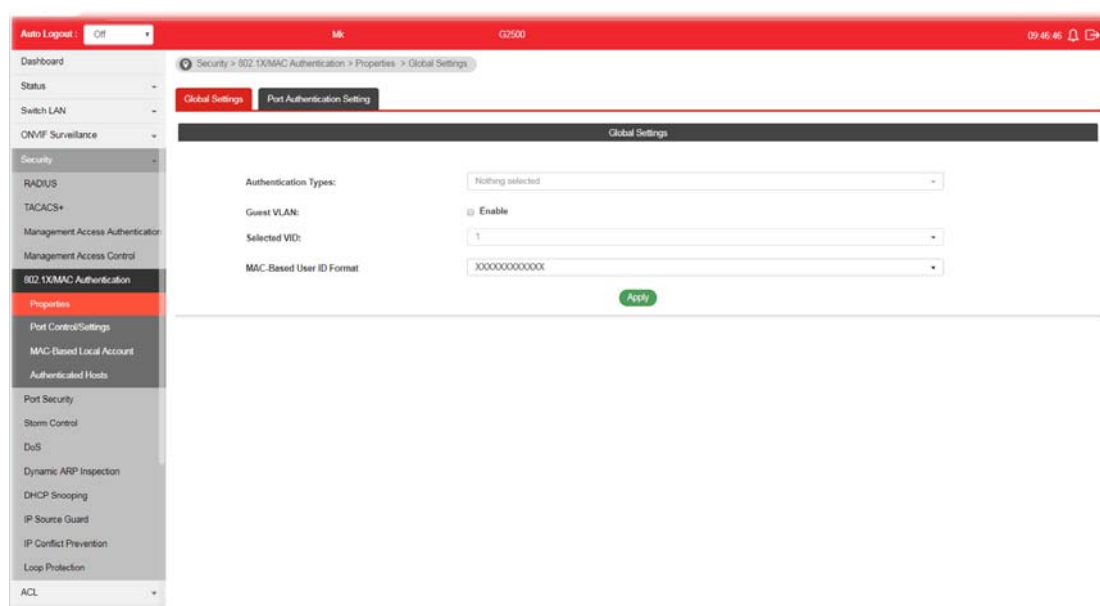 Auto Logout : Off Mk G2500 09:46:46
Dashboard
Status
Switch LAN
ONVIF Surveillance
Security
RADIUS
TACACS+
Management Access Authentication
Management Access Control
802.1X/MAC Authentication
Properties
Port Control/Settings
MAC-Based Local Account
Authenticated Hosts
Port Security
Storm Control
DoS
Dynamic ARP Inspection
DHCP Snooping
IP Source Guard
IP Conflict Prevention
Loop Protection
ACL
Security > 802.1X/MAC Authentication > Properties > Global Settings
Global Settings Port Authentication Setting
Global Settings
Authentication Types: Nothing selected
Guest VLAN: Enable
Selected VID: 1
MAC-Based User ID Format XXXXXXXXXXXX
Apply